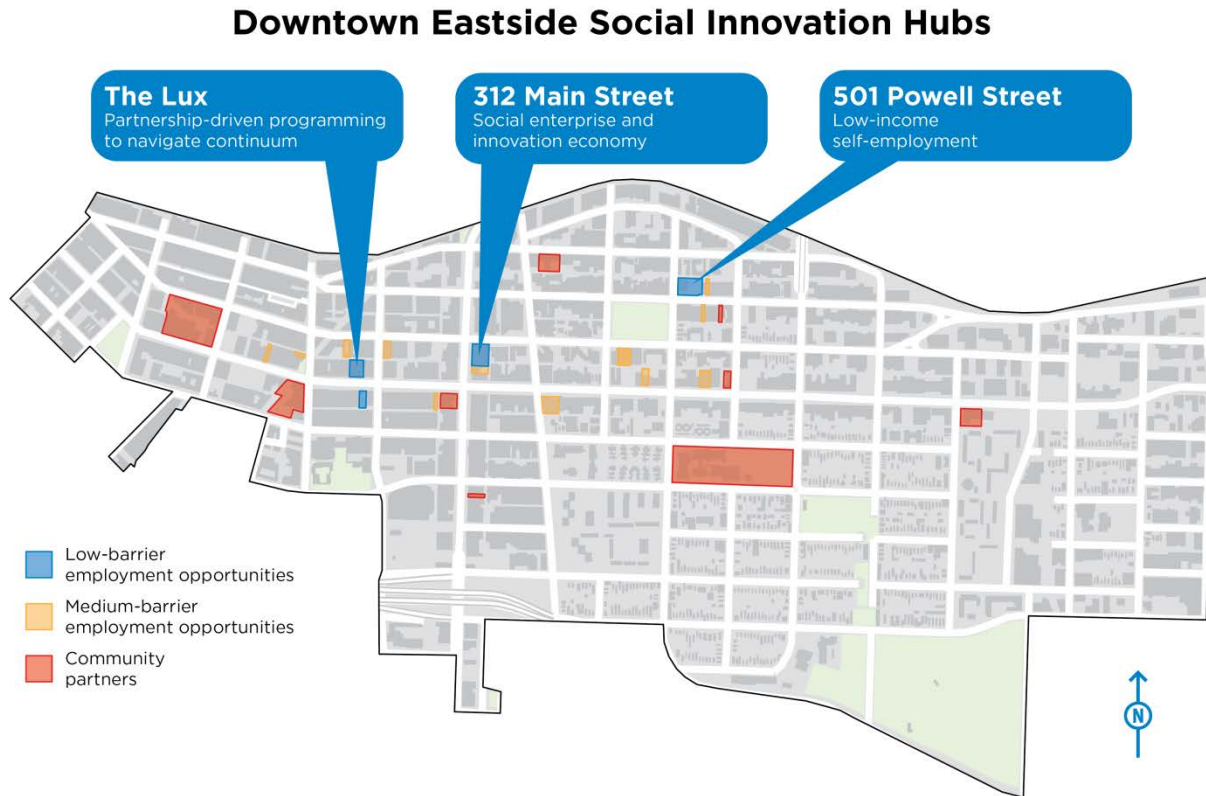 Downtown Eastside Social Innovation Hubs
The Lux
Partnership-driven programming
to navigate continuum
312 Main Street
Social enterprise and
innovation economy
501 Powell Street
Low-income
self-employment
Low-barrier
employment opportunities
Medium-barrier
employment opportunities
Community
partners
N